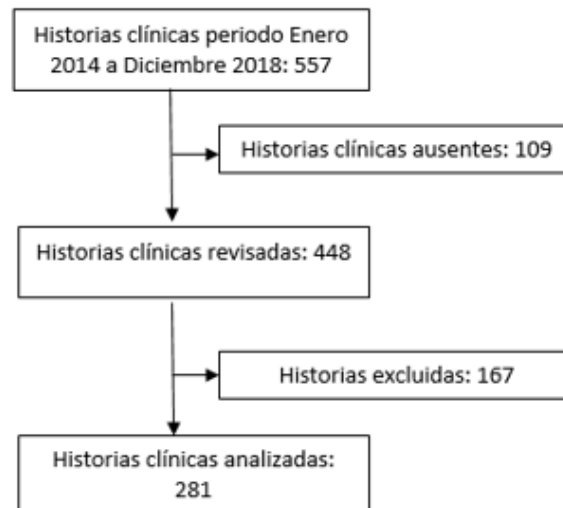 Historias clínicas periodo Enero
2014 a Diciembre 2018: 557
Historias clínicas ausentes: 109
Historias clínicas revisadas: 448
Historias excluidas: 167
Historias clínicas analizadas:
281